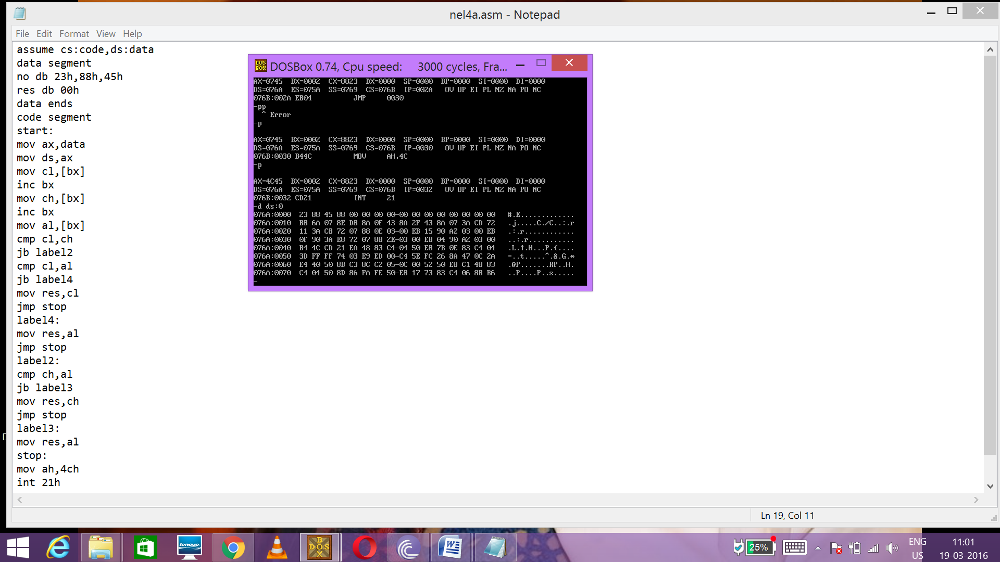 nel4a.asm - Notepad
File Edit Format View Help
assume cs:code,ds:data
data segment
no db 23h,88h,45h
res db 00h
data ends
code segment
start:
mov ax,data
mov ds,ax
mov cl,[bx]
inc bx
mov ch,[bx]
inc bx
mov al,[bx]
cmp cl,ch
jb label2
cmp cl,al
jb label4
mov res,cl
jmp stop
label4:
mov res,al
jmp stop
label2:
cmp ch,al
jb label3
mov res,ch
jmp stop
label3:
mov res,al
stop:
mov ah,4ch
int 21h
DOSBox 0.74, Cpu speed: 3000 cycles, Fra...
AX=0745 BX=0002 CX=8823 DX=0000 SP=0000 BP=0000 SI=0000 DI=0000
DS=076A ES=075A SS=0769 CS=076B IP=002A OV UP EI PL NZ NA PO NC
076B:002A EB04 JMP 0030
-pp
^ Error
-p
AX=0745 BX=0002 CX=8823 DX=0000 SP=0000 BP=0000 SI=0000 DI=0000
DS=076A ES=075A SS=0769 CS=076B IP=0030 OV UP EI PL NZ NA PO NC
076B:0030 B44C MOV AH,4C
-p
AX=4C45 BX=0002 CX=8823 DX=0000 SP=0000 BP=0000 SI=0000 DI=0000
DS=076A ES=075A SS=0769 CS=076B IP=0032 OV UP EI PL NZ NA PO NC
076B:0032 CD21 INT 21
-d ds:0
076A:0000 23 88 45 88 00 00 00 00-00 00 00 00 00 00 00 00 #.E.............
076A:0010 B8 6A 07 8E D8 8A 0F 43-8A 2F 43 8A 07 3A CD 72 .j.....C./C..:.r
076A:0020 11 3A C8 72 07 88 0E 03-00 EB 15 90 A2 03 00 EB .:.r............
076A:0030 0F 90 3A E8 72 07 88 2E-03 00 EB 04 90 A2 03 00 ..:.r...........
076A:0040 B4 4C CD 21 EA 48 83 C4-04 50 E8 7B 0E 83 C4 04 .L.!.H...P.{....
076A:0050 3D FF FF 74 03 E9 ED 00-C4 5E FC 26 8A 47 0C 2A =..t.....^.&.G.*
076A:0060 E4 40 50 8B C3 8C C2 05-0C 00 52 50 E8 C1 48 83 .@P.......RP..H.
076A:0070 C4 04 50 8D 86 FA FE 50-E8 17 73 83 C4 06 8B B6 ..P....P..s.....
-
Ln 19, Col 11
lenovo
DOS
BOX
25%
ENG
US
11:01
19-03-2016